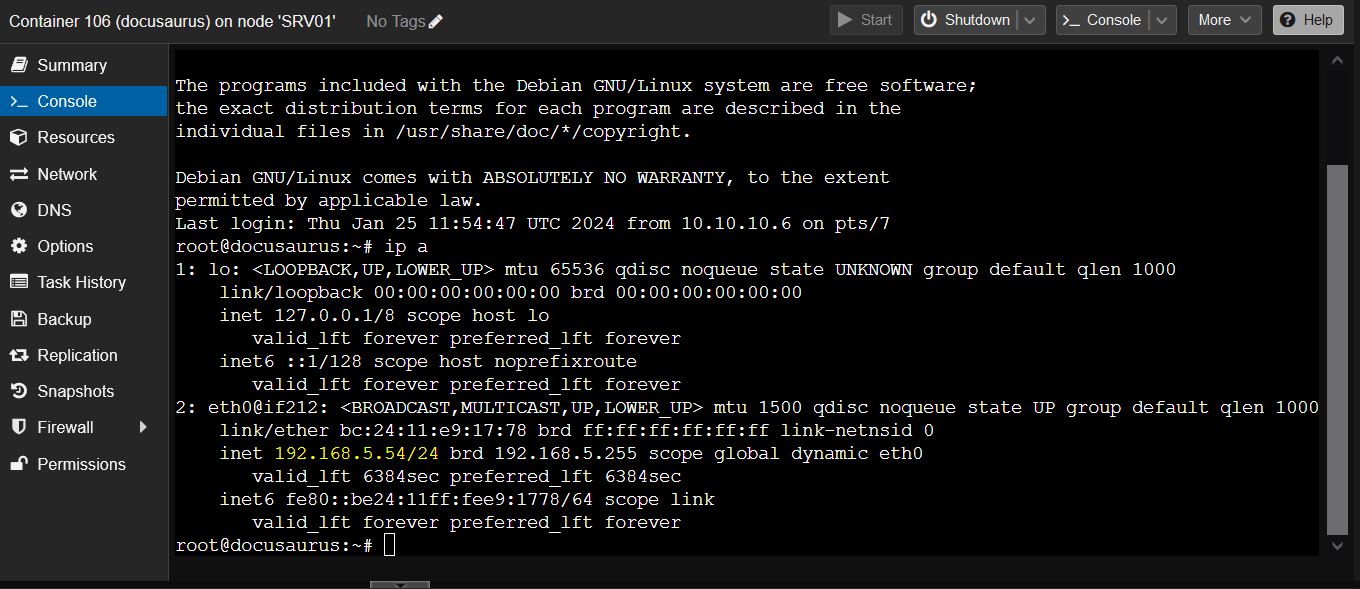 Container 106 (docusaurus) on node 'SRV01' No Tags Start Shutdown Console More Help
Summary
Console
Resources
Network
DNS
Options
Task History
Backup
Replication
Snapshots
Firewall
Permissions
The programs included with the Debian GNU/Linux system are free software;
the exact distribution terms for each program are described in the
individual files in /usr/share/doc/*/copyright.
Debian GNU/Linux comes with ABSOLUTELY NO WARRANTY, to the extent
permitted by applicable law.
Last login: Thu Jan 25 11:54:47 UTC 2024 from 10.10.10.6 on pts/7
root@docusaurus:~# ip a
1: lo: <LOOPBACK,UP,LOWER_UP> mtu 65536 qdisc noqueue state UNKNOWN group default qlen 1000
link/loopback 00:00:00:00:00:00 brd 00:00:00:00:00:00
inet 127.0.0.1/8 scope host lo
valid_lft forever preferred_lft forever
inet6 ::1/128 scope host noprefixroute
valid_lft forever preferred_lft forever
2: eth0@if212: <BROADCAST,MULTICAST,UP,LOWER_UP> mtu 1500 qdisc noqueue state UP group default qlen 1000
link/ether bc:24:11:e9:17:78 brd ff:ff:ff:ff:ff:ff link-netnsid 0
inet 192.168.5.54/24 brd 192.168.5.255 scope global dynamic eth0
valid_lft 6384sec preferred_lft 6384sec
inet6 fe80::be24:11ff:fee9:1778/64 scope link
valid_lft forever preferred_lft forever
root@docusaurus:~#